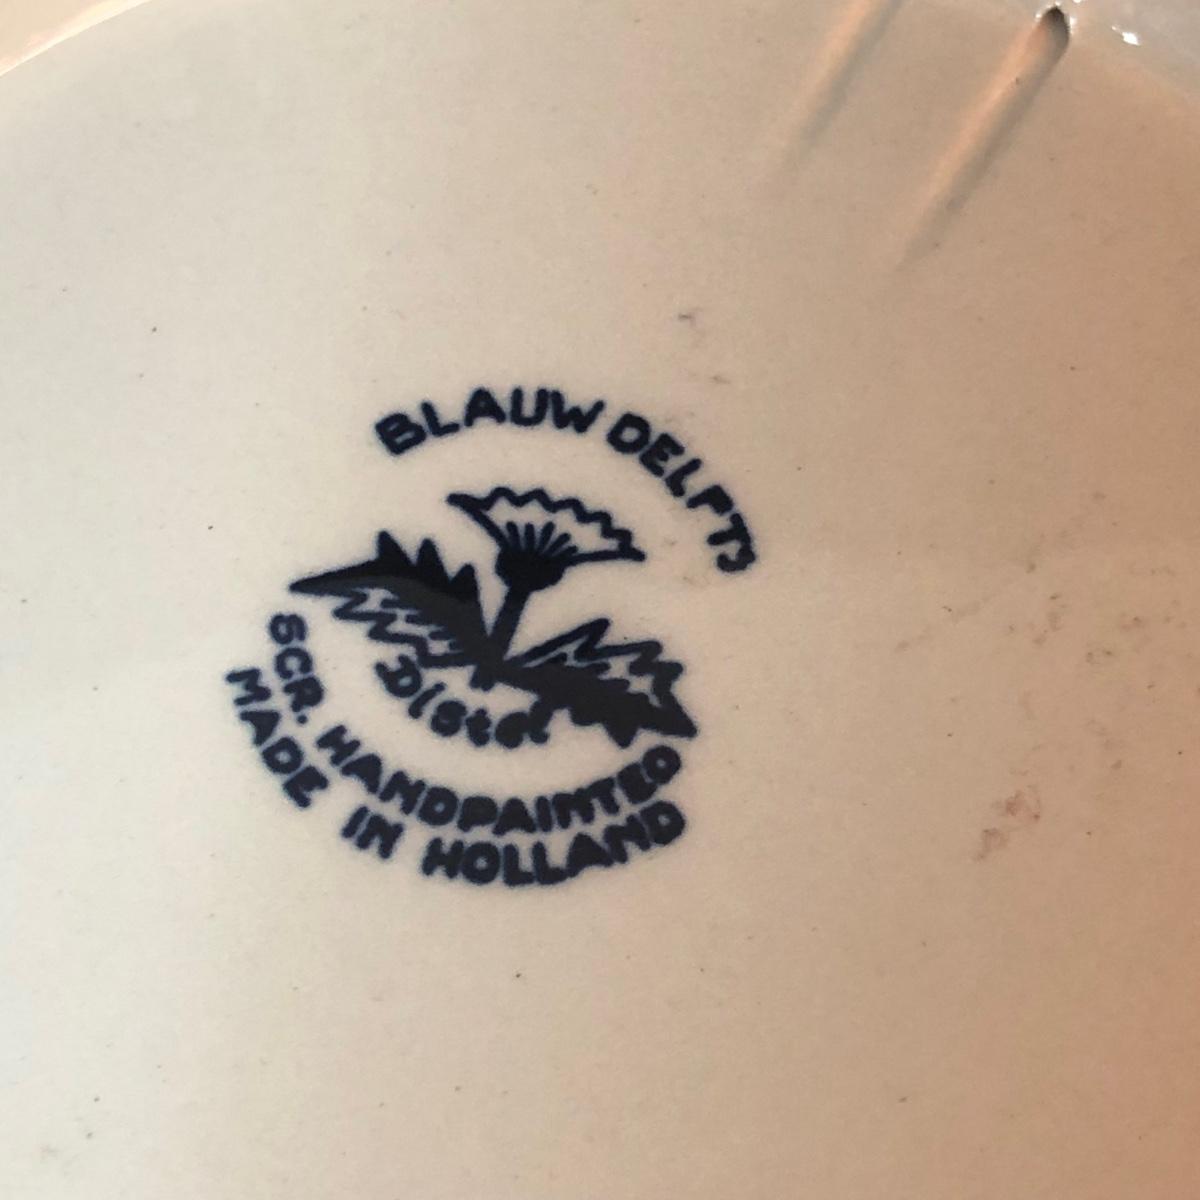 BLAUW DELFTS
Distel
SCR. HANDPAINTED
MADE IN HOLLAND